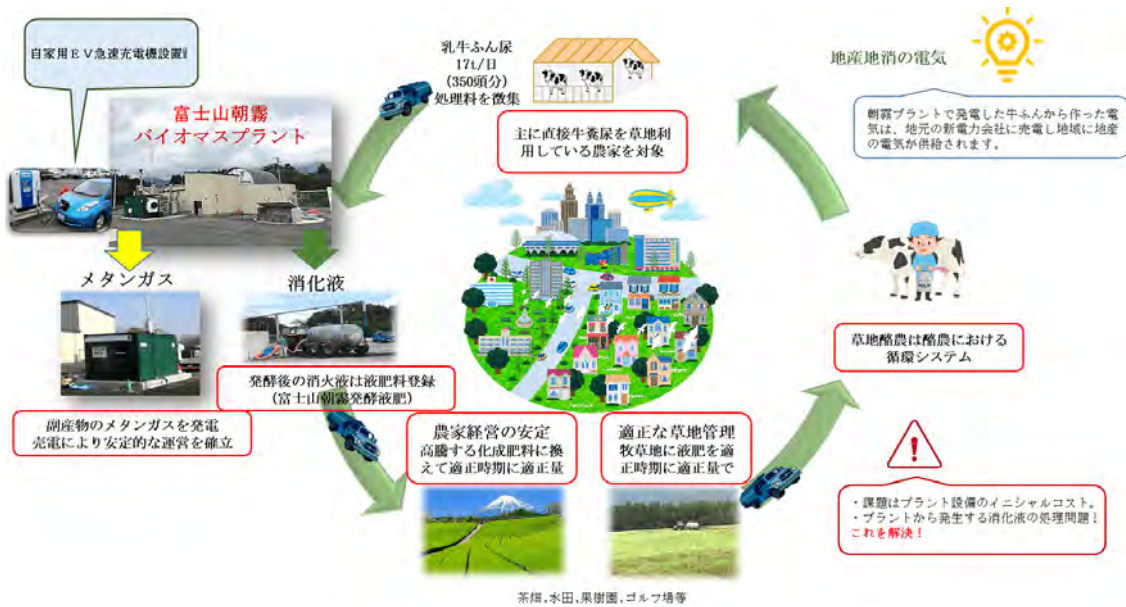 自家用EV急速充電機設置!
富士山朝霧
バイオマスプラント
乳牛ふん尿
17t/日
(350頭分)
処理料を徴集
主に直接牛糞尿を草地利
用している農家を対象
地産地消の電気
朝霧プラントで発電した牛ふんから作った電
気は、地元の新電力会社に売電し地域に地産
の電気が供給されます。
メタンガス
消化液
副産物のメタンガスを発電
売電により安定的な運営を確立
発酵後の消火液は液肥料登録
(富士山朝霧発酵液肥)
農家経営の安定
高騰する化成肥料に換
えて適正時期に適正量
適正な草地管理
牧草地に液肥を適
正時期に適正量で
草地酪農は酪農における
循環システム
・課題はプラント設備のイニシャルコスト。
・プラントから発生する消化液の処理問題!
これを解決!
茶畑,水田,果樹園,ゴルフ場等